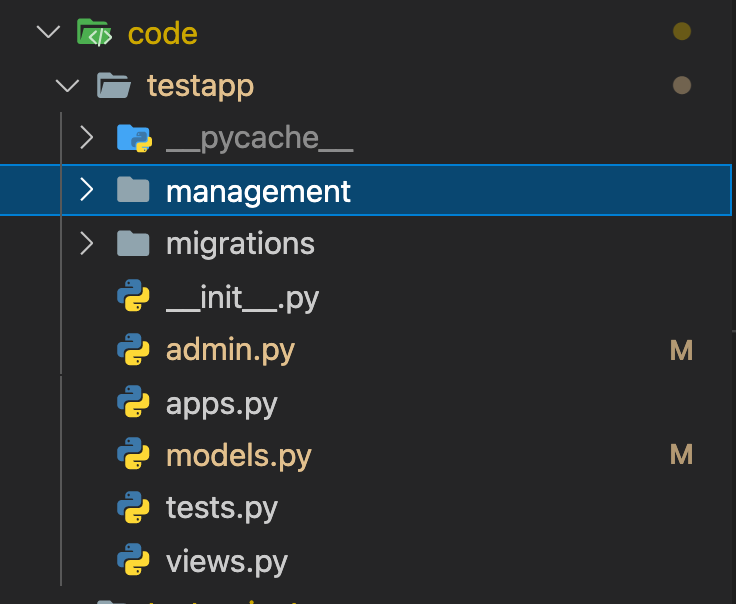 code
testapp
__pycache__
management
migrations
__init__.py
admin.py M
apps.py
models.py M
tests.py
views.py